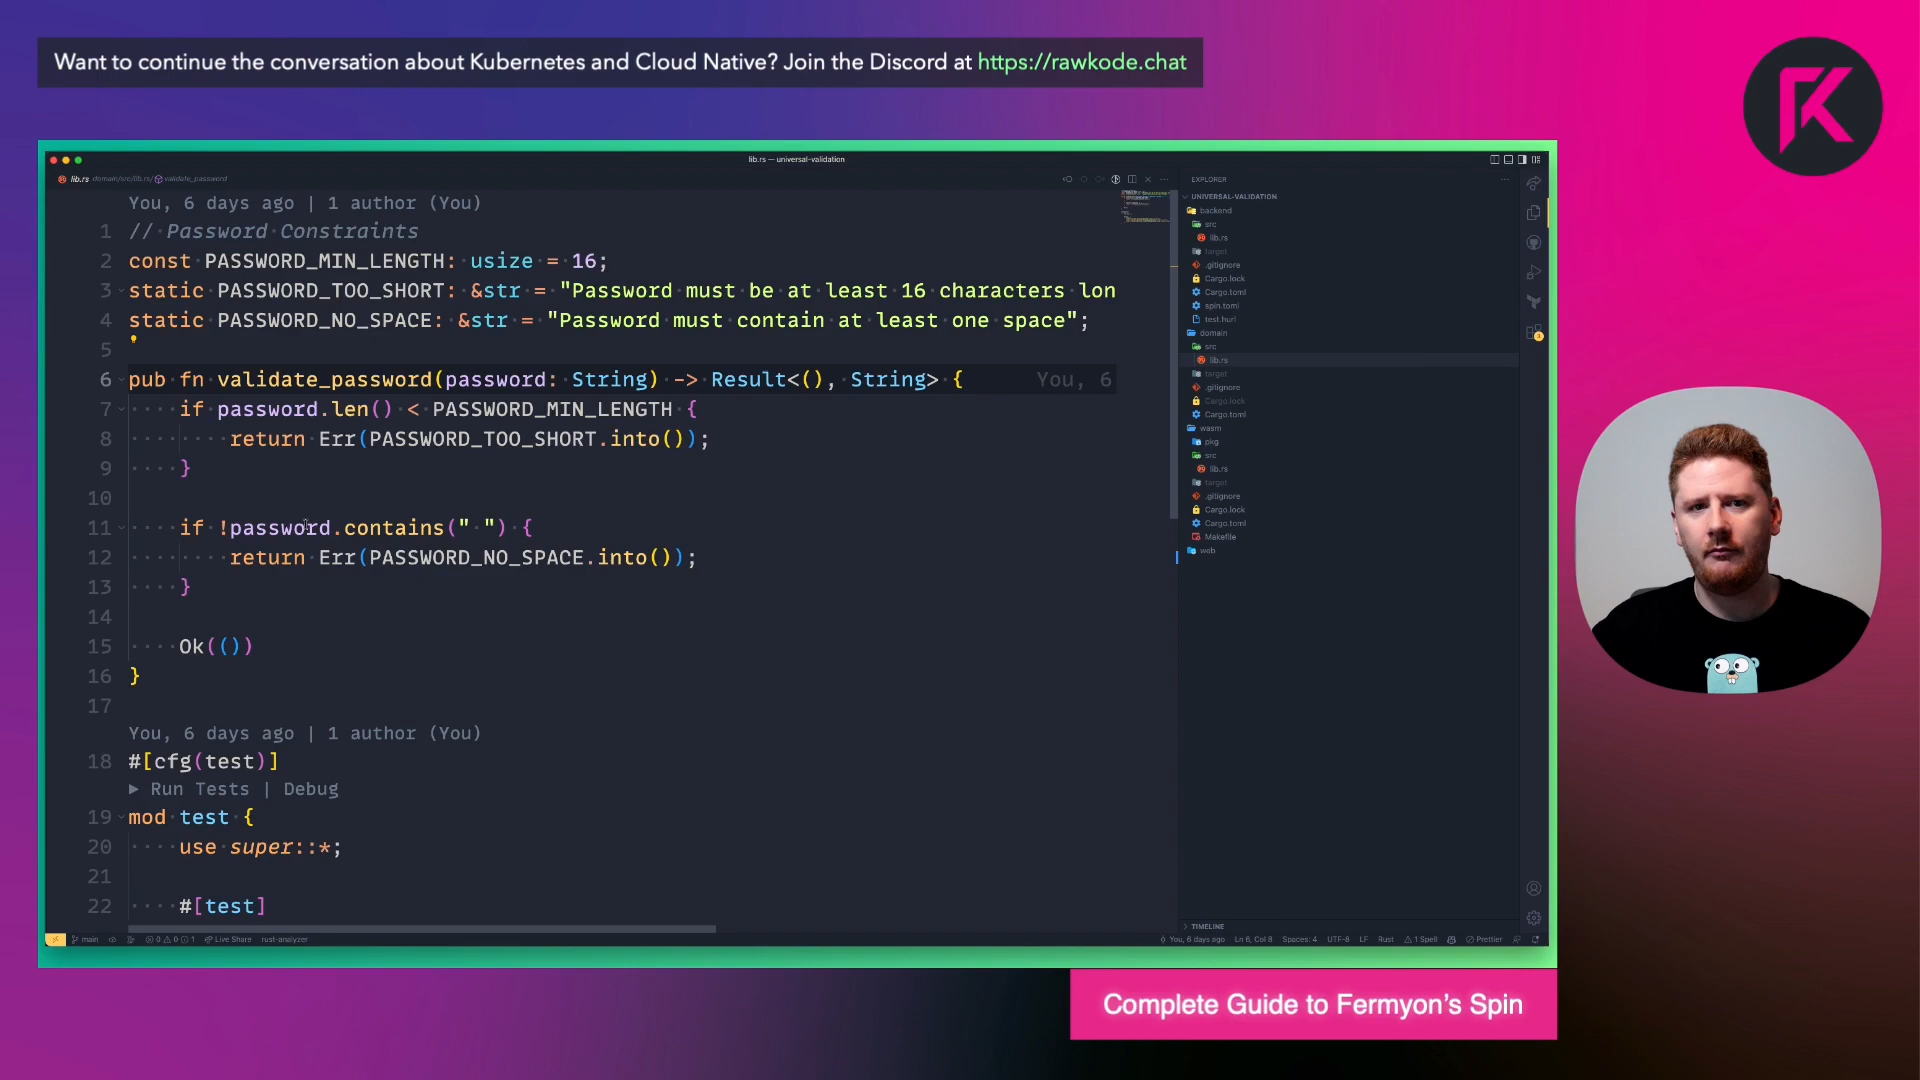 Want to continue the conversation about Kubernetes and Cloud Native? Join the Discord at https://rawkode.chat
lib.rs — universal-validation
lib.rs domain/src/lib.rs/ validate_password
You, 6 days ago | 1 author (You)
1 // Password Constraints
2 const PASSWORD_MIN_LENGTH: usize = 16;
3 static PASSWORD_TOO_SHORT: &str = "Password must be at least 16 characters lon
4 static PASSWORD_NO_SPACE: &str = "Password must contain at least one space";
5
6 pub fn validate_password(password: String) -> Result<(), String> { You, 6
7 if password.len() < PASSWORD_MIN_LENGTH {
8 return Err(PASSWORD_TOO_SHORT.into());
9 }
10
11 if !password.contains(" ") {
12 return Err(PASSWORD_NO_SPACE.into());
13 }
14
15 Ok(())
16 }
17
You, 6 days ago | 1 author (You)
18 #[cfg(test)]
Run Tests | Debug
19 mod test {
20 use super::*;
21
22 #[test]
EXPLORER
UNIVERSAL-VALIDATION
backend
src
lib.rs
target
.gitignore
Cargo.lock
Cargo.toml
spin.toml
test.hurl
domain
src
lib.rs
target
.gitignore
Cargo.lock
Cargo.toml
wasm
pkg
src
lib.rs
target
.gitignore
Cargo.lock
Cargo.toml
Makefile
web
TIMELINE
main 0 0 1 Live Share rust-analyzer
You, 6 days ago Ln 6, Col 8 Spaces: 4 UTF-8 LF Rust 1 Spell Prettier
Complete Guide to Fermyon's Spin